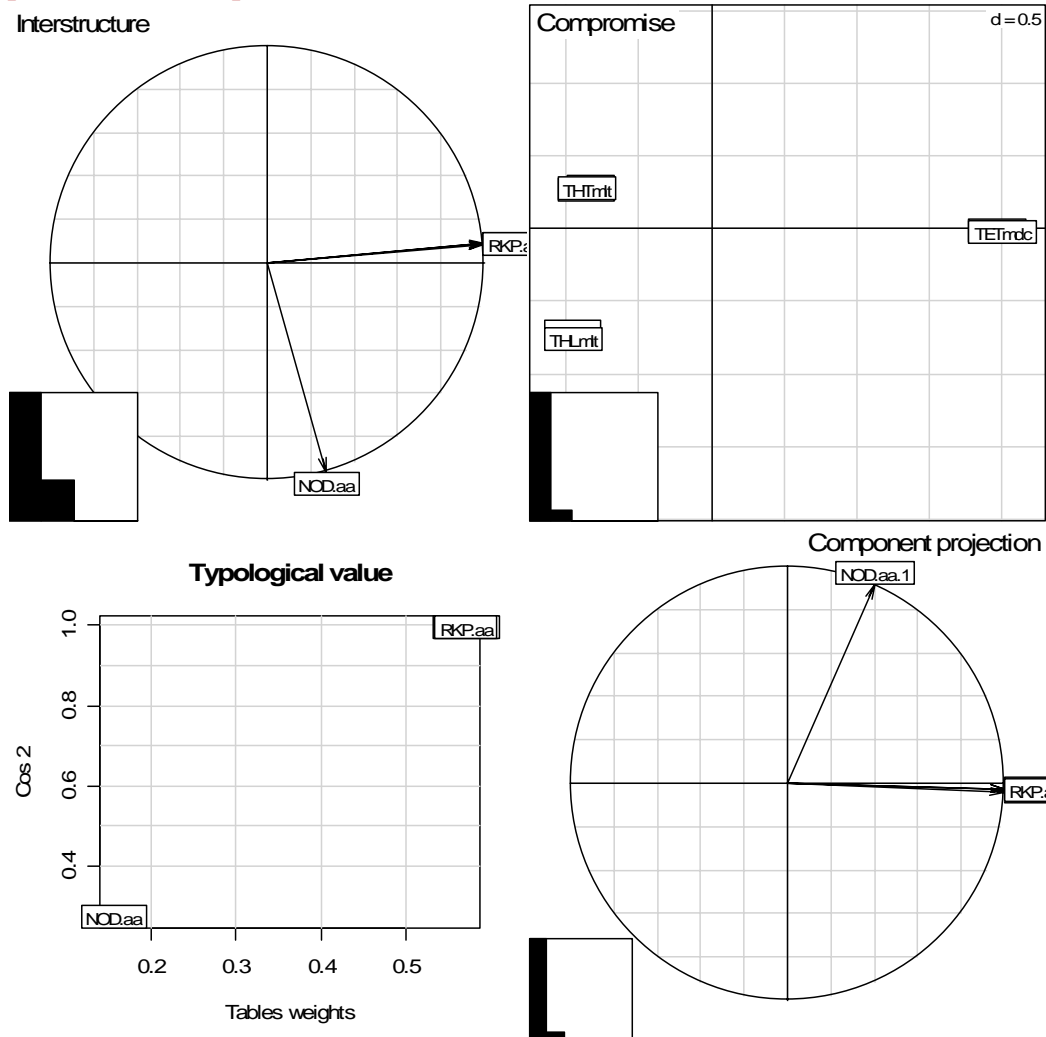 Interstructure
RKP.a
NOD.aa
Compromise
d = 0.5
THTmlt
TETmdc
THLmlt
Typological value
1.0
0.8
0.6
0.4
Cos 2
RKP.aa
NOD.aa
0.2 0.3 0.4 0.5
Tables weights
Component projection
NOD.aa.1
RKP.a